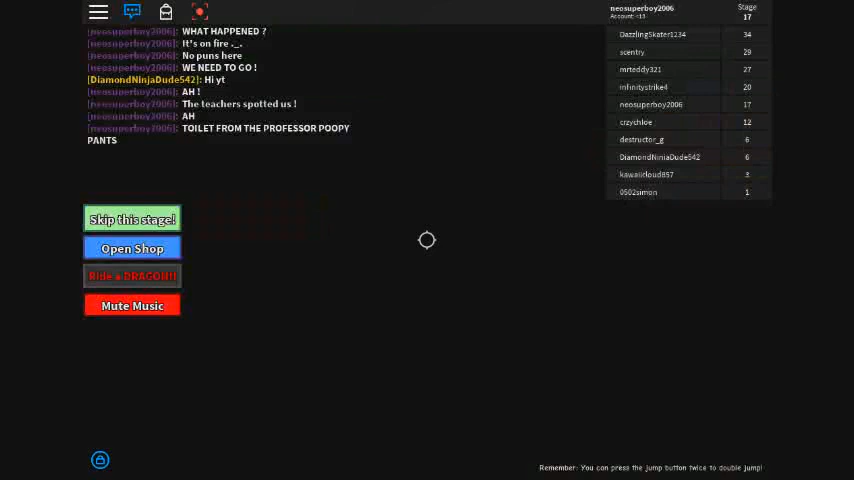 neosuperboy2006
Account: <13
Stage
17
[neosuperboy2006]: WHAT HAPPENED ?
[neosuperboy2006]: It's on fire ._.
[neosuperboy2006]: No puns here
[neosuperboy2006]: WE NEED TO GO !
[DiamondNinjaDude542]: Hi yt
[neosuperboy2006]: AH !
[neosuperboy2006]: The teachers spotted us !
[neosuperboy2006]: AH
[neosuperboy2006]: TOILET FROM THE PROFESSOR POOPY
PANTS
DazzlingSkater1234 34
scentry 29
mrteddy321 27
infinitystrike4 20
neosuperboy2006 17
crzychloe 12
destructor_g 6
DiamondNinjaDude542 6
kawaiicloud857 3
0502simon 1
Skip this stage!
Open Shop
Ride a DRAGON!!
Mute Music
Remember: You can press the jump button twice to double jump!